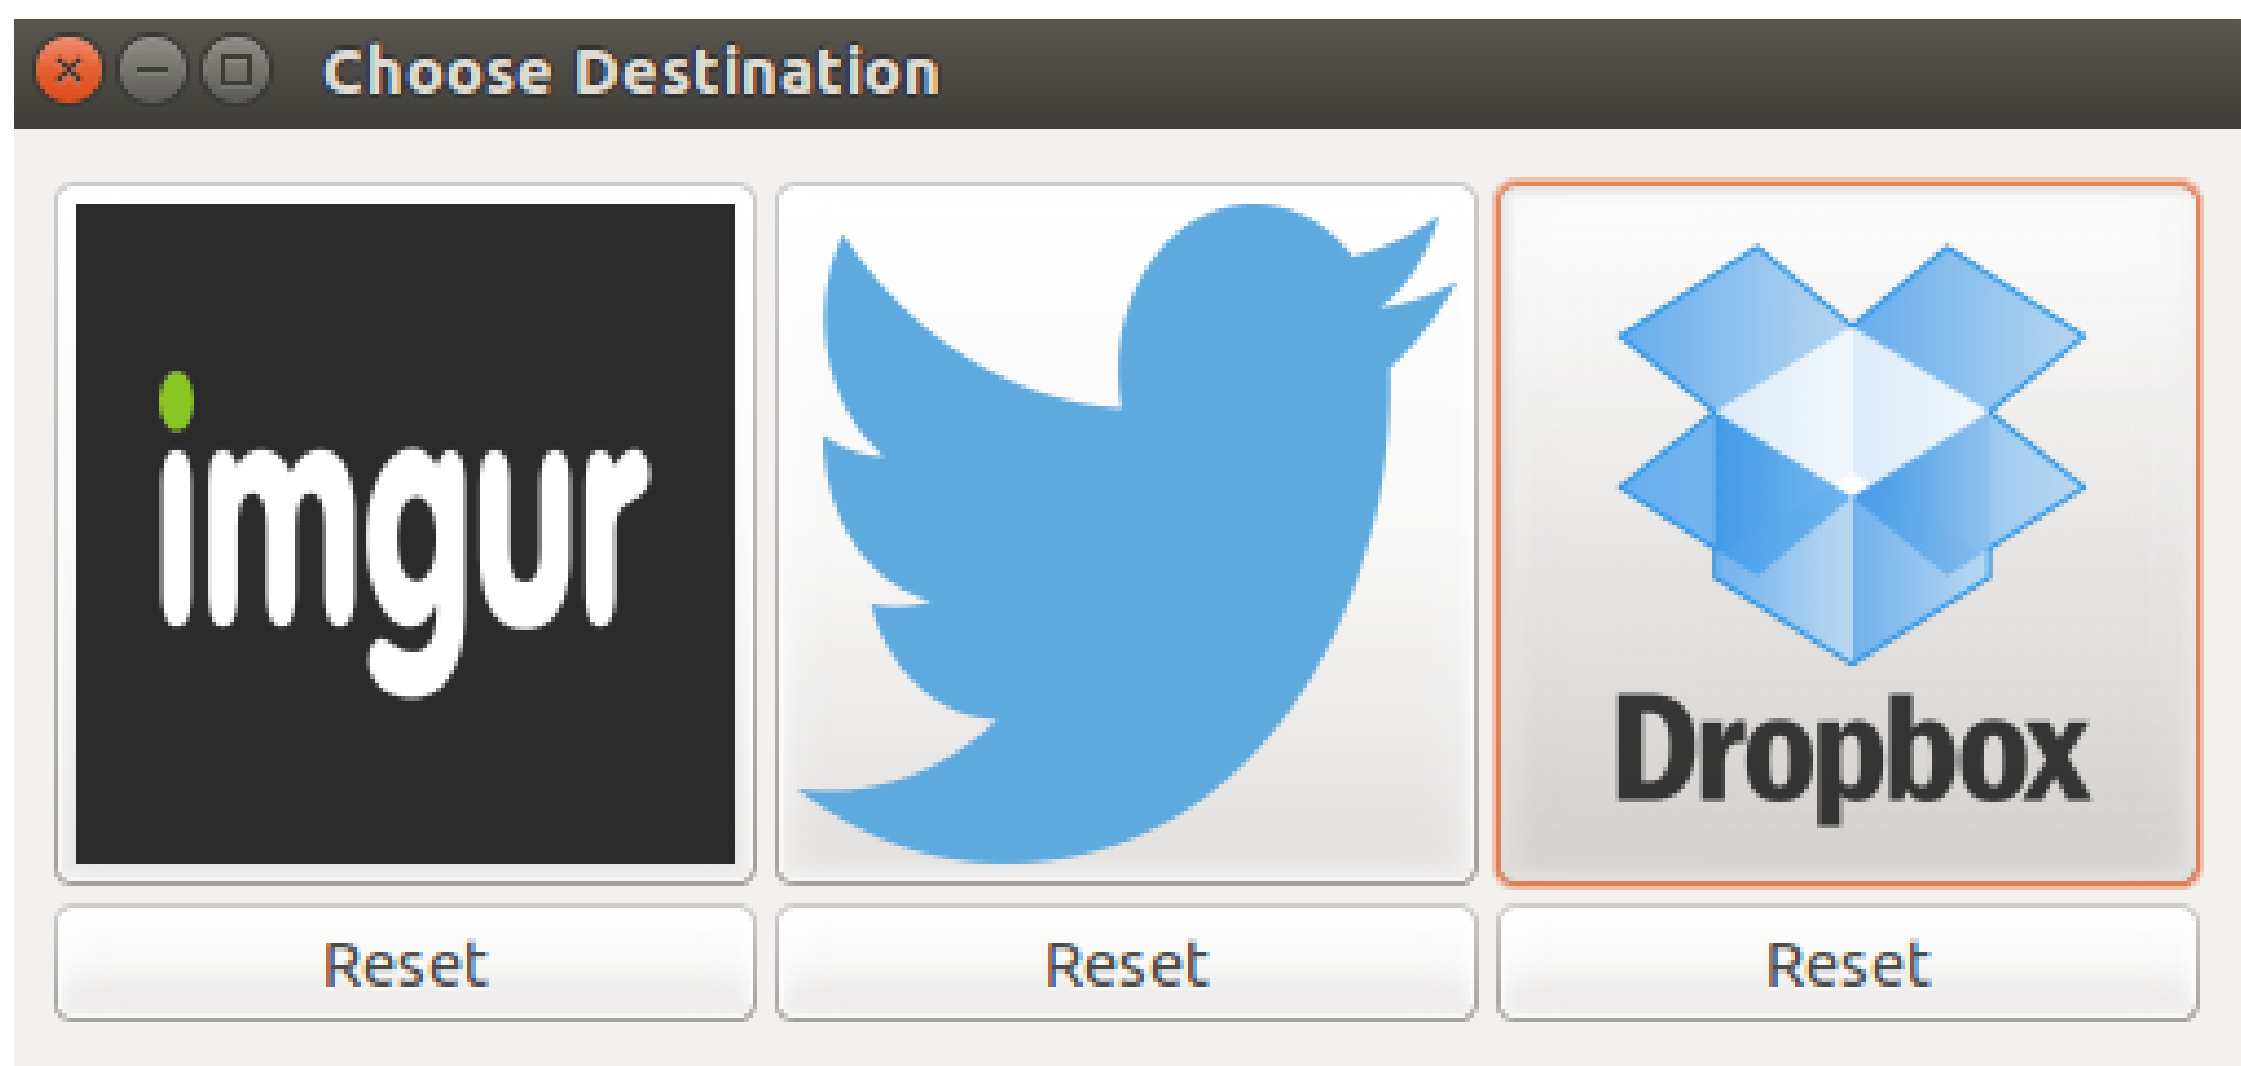 Choose Destination
imgur
Dropbox
Reset
Reset
Reset